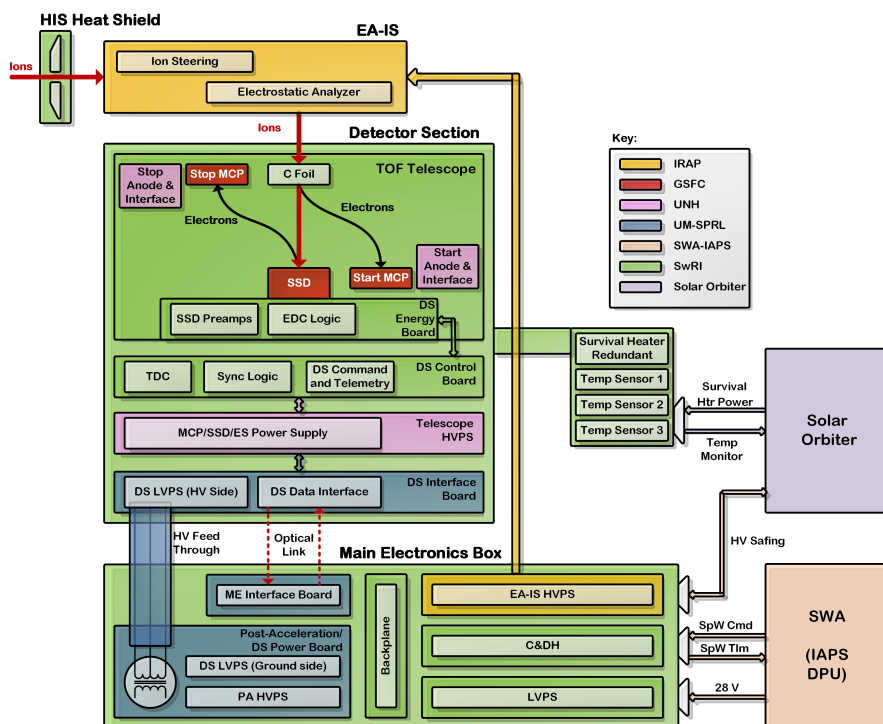 HIS Heat Shield
EA-IS
Ions
Ion Steering
Electrostatic Analyzer
Ions
Detector Section
TOF Telescope
Stop
Anode &
Interface
Stop MCP
C Foil
Electrons
Electrons
Start
Anode &
Interface
SSD
Start MCP
SSD Preamps
EDC Logic
DS
Energy
Board
TDC
Sync Logic
DS Command
and Telemetry
DS Control
Board
MCP/SSD/ES Power Supply
Telescope
HVPS
DS LVPS (HV Side)
DS Data Interface
DS Interface
Board
HV Feed
Through
Optical
Link
Main Electronics Box
ME Interface Board
Post-Acceleration/
DS Power Board
DS LVPS (Ground side)
PA HVPS
Backplane
EA-IS HVPS
C&DH
LVPS
Key:
IRAP
GSFC
UNH
UM-SPRL
SWA-IAPS
SwRI
Solar Orbiter
Survival Heater
Redundant
Temp Sensor 1
Temp Sensor 2
Temp Sensor 3
Survival
Htr Power
Temp
Monitor
Solar
Orbiter
HV Safing
SpW Cmd
SpW Tlm
28 V
SWA
(IAPS
DPU)